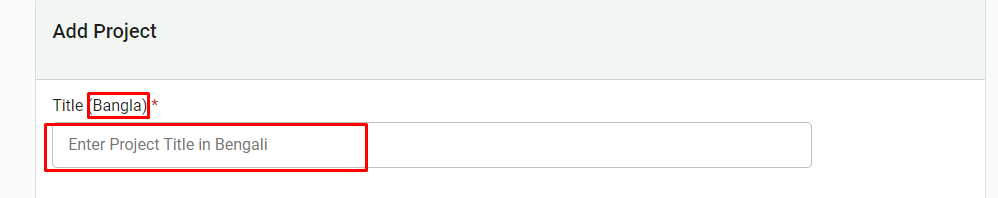 Add Project
Title (Bangla) *
Enter Project Title in Bengali